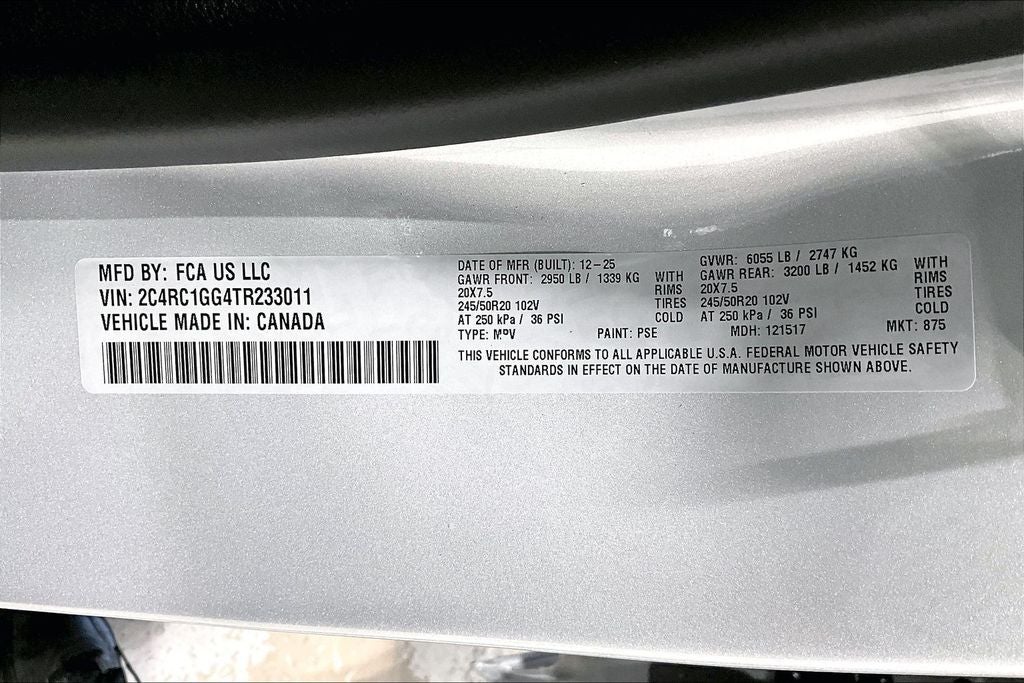 MFD BY: FCA US LLC
VIN: 2C4RC1GG4TR233011
VEHICLE MADE IN: CANADA
DATE OF MFR (BUILT): 12-25
GAWR FRONT: 2950 LB / 1339 KG WITH
20X7.5 RIMS
245/50R20 102V TIRES
AT 250 kPa / 36 PSI COLD
GVWR: 6055 LB / 2747 KG
GAWR REAR: 3200 LB / 1452 KG WITH
20X7.5 RIMS
245/50R20 102V TIRES
AT 250 kPa / 36 PSI COLD
TYPE: MPV PAINT: PSE MDH: 121517 MKT: 875
THIS VEHICLE CONFORMS TO ALL APPLICABLE U.S.A. FEDERAL MOTOR VEHICLE SAFETY
STANDARDS IN EFFECT ON THE DATE OF MANUFACTURE SHOWN ABOVE.